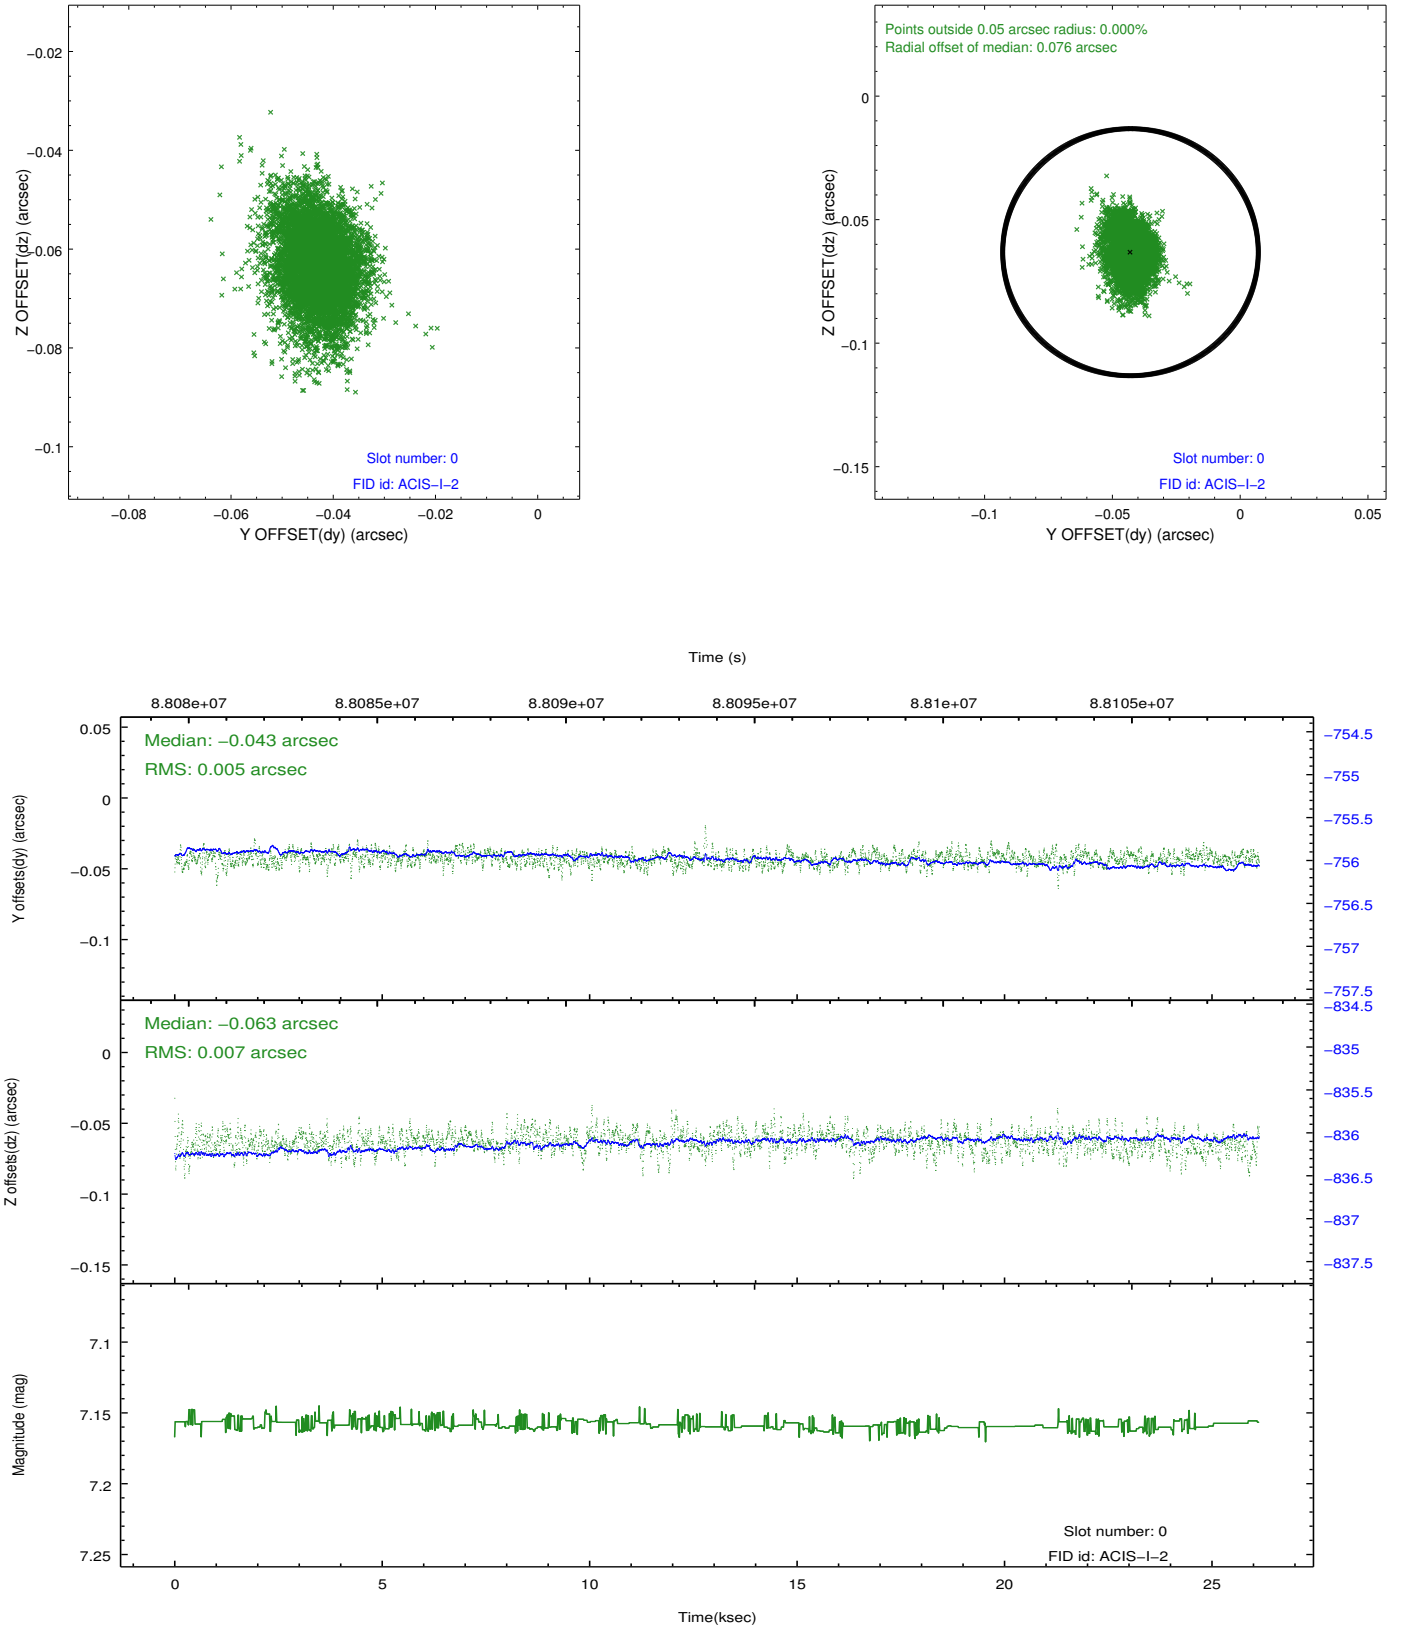 −0.02
−0.04
−0.06
−0.08
−0.1
Z OFFSET(dz) (arcsec)
Slot number: 0
FID id: ACIS−I−2
−0.08 −0.06 −0.04 −0.02 0
Y OFFSET(dy) (arcsec)
Points outside 0.05 arcsec radius: 0.000%
Radial offset of median: 0.076 arcsec
0
−0.05
−0.1
−0.15
Z OFFSET(dz) (arcsec)
Slot number: 0
FID id: ACIS−I−2
−0.1 −0.05 0 0.05
Y OFFSET(dy) (arcsec)
Time (s)
8.808e+07 8.8085e+07 8.809e+07 8.8095e+07 8.81e+07 8.8105e+07
Median: −0.043 arcsec
RMS: 0.005 arcsec
0.05
0
−0.05
−0.1
Y offsets(dy) (arcsec)
−754.5
−755
−755.5
−756
−756.5
−757
−757.5
Median: −0.063 arcsec
RMS: 0.007 arcsec
0
−0.05
−0.1
−0.15
Z offsets(dz) (arcsec)
−834.5
−835
−835.5
−836
−836.5
−837
−837.5
7.1
7.15
7.2
7.25
Magnitude (mag)
Slot number: 0
FID id: ACIS−I−2
0 5 10 15 20 25
Time(ksec)